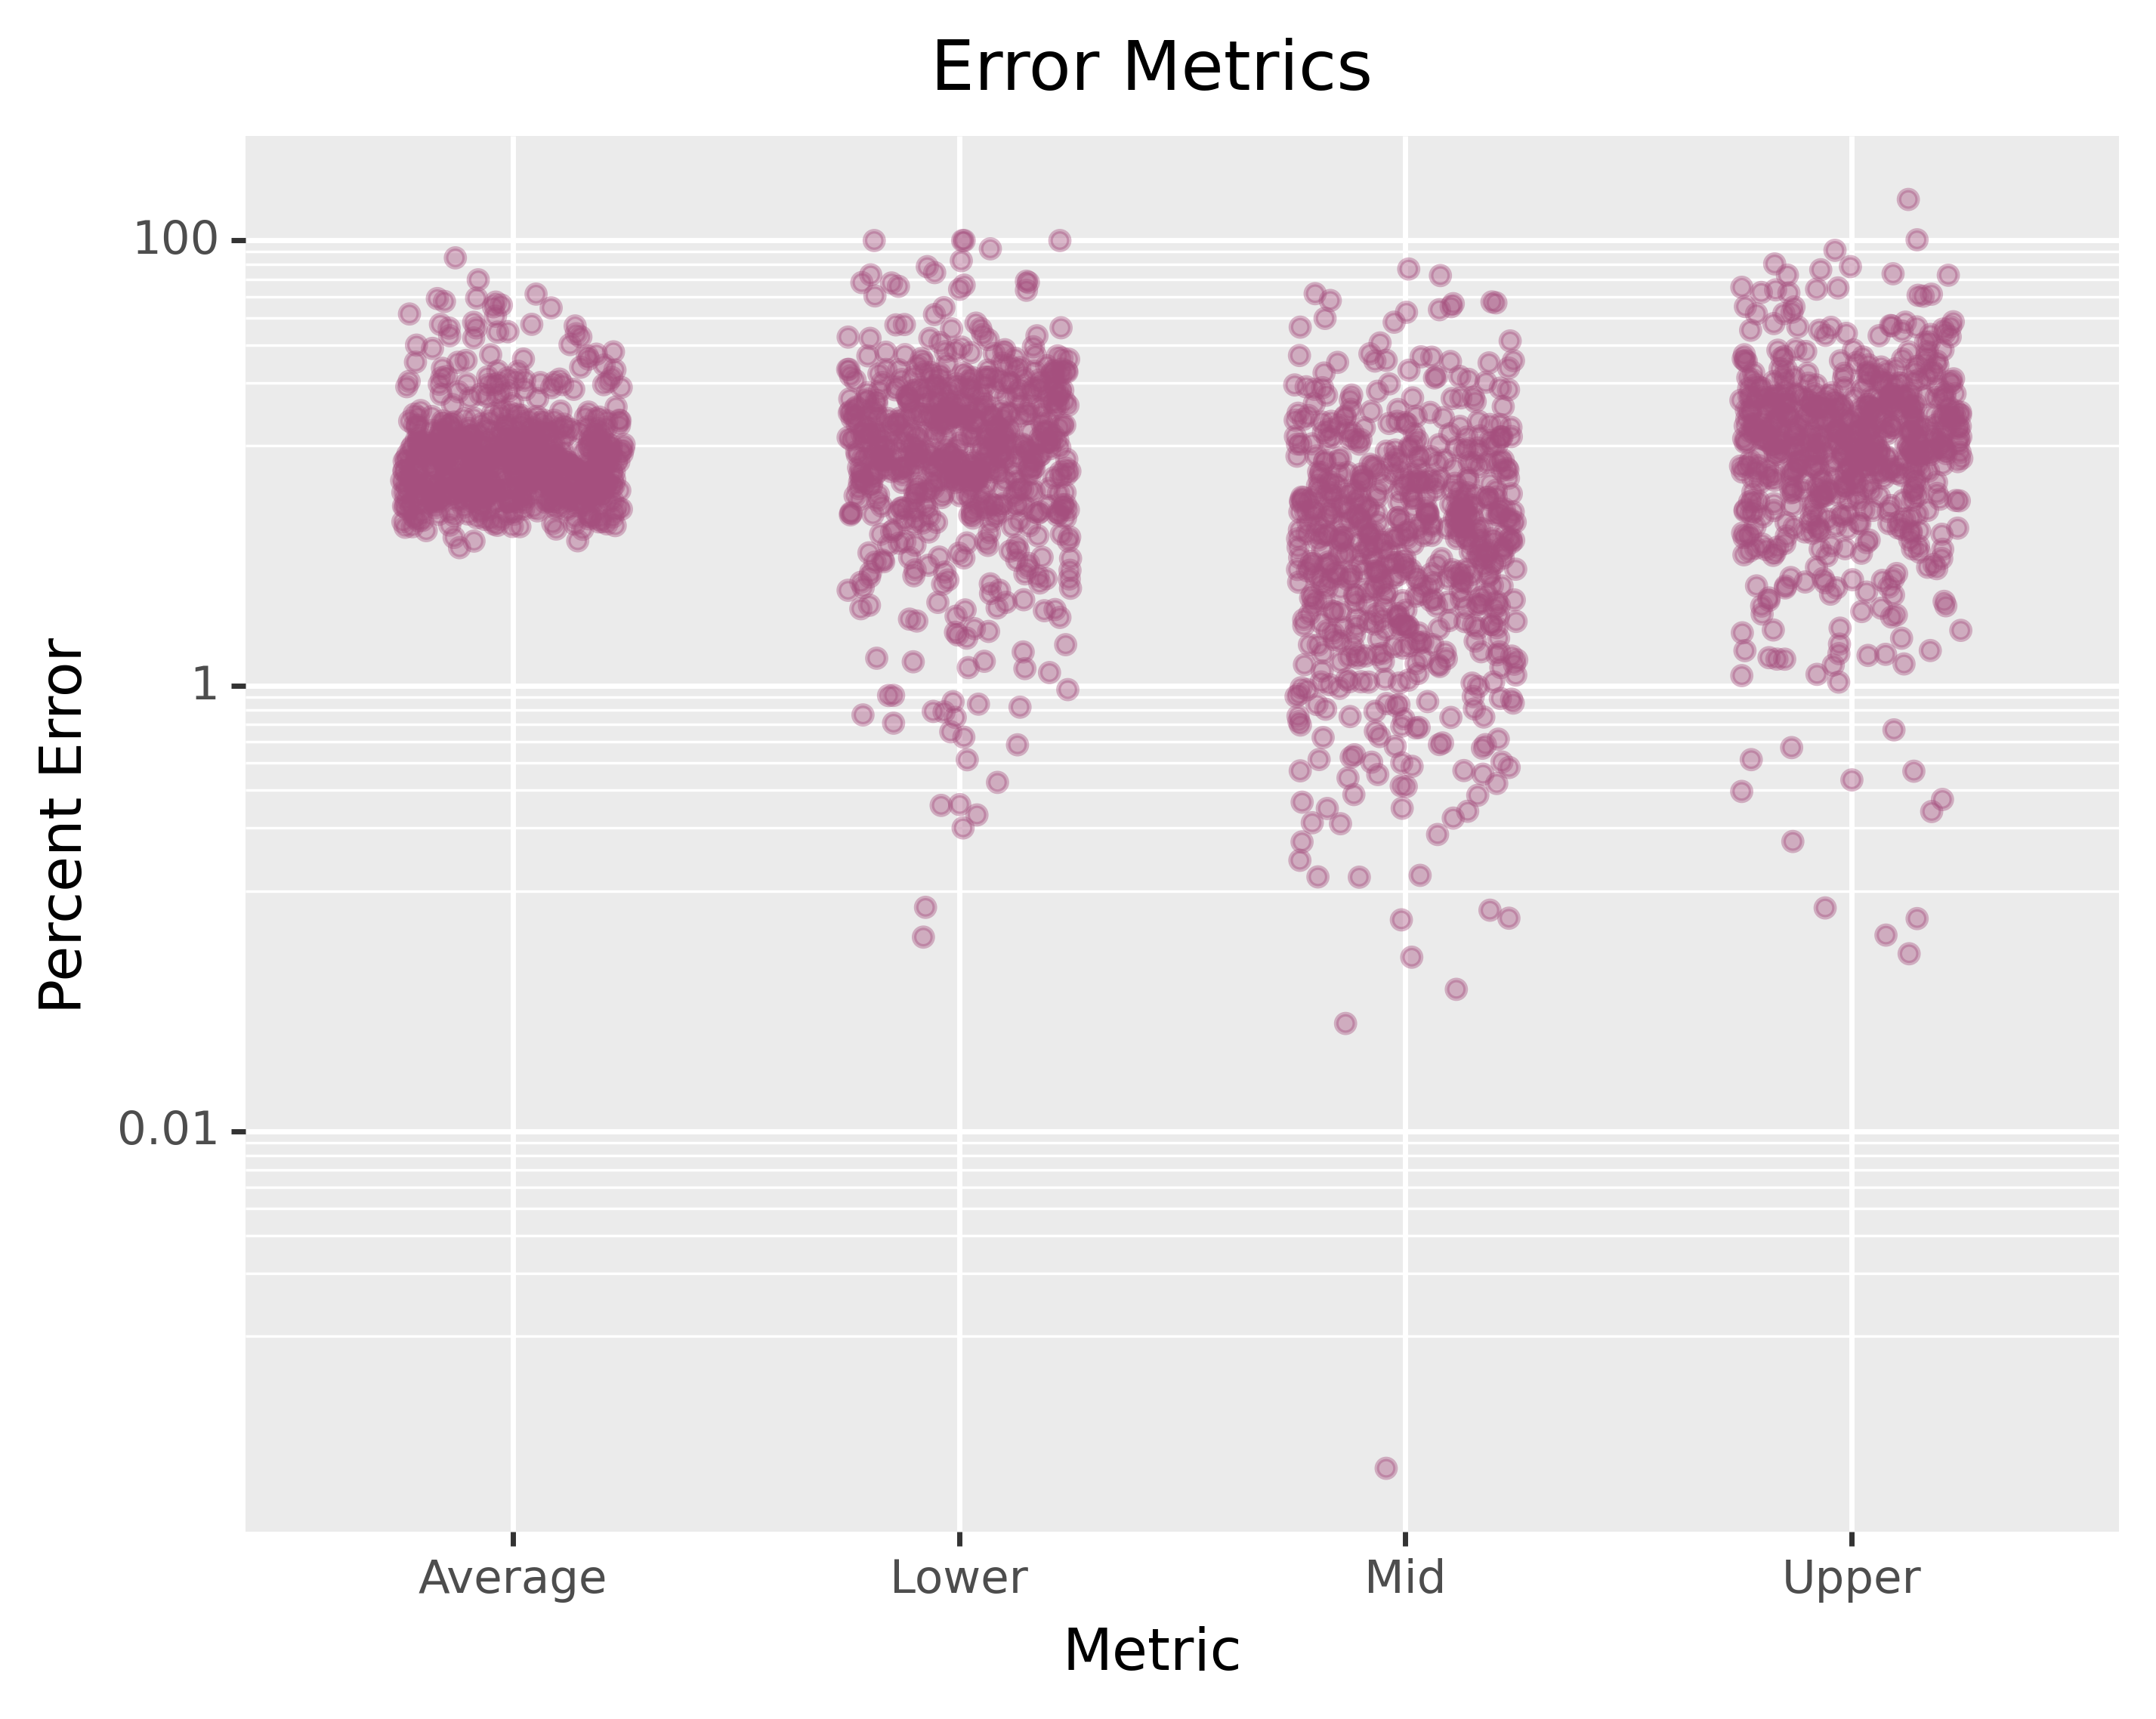 Error Metrics
100
1
0.01
Percent Error
Average
Lower
Mid
Upper
Metric